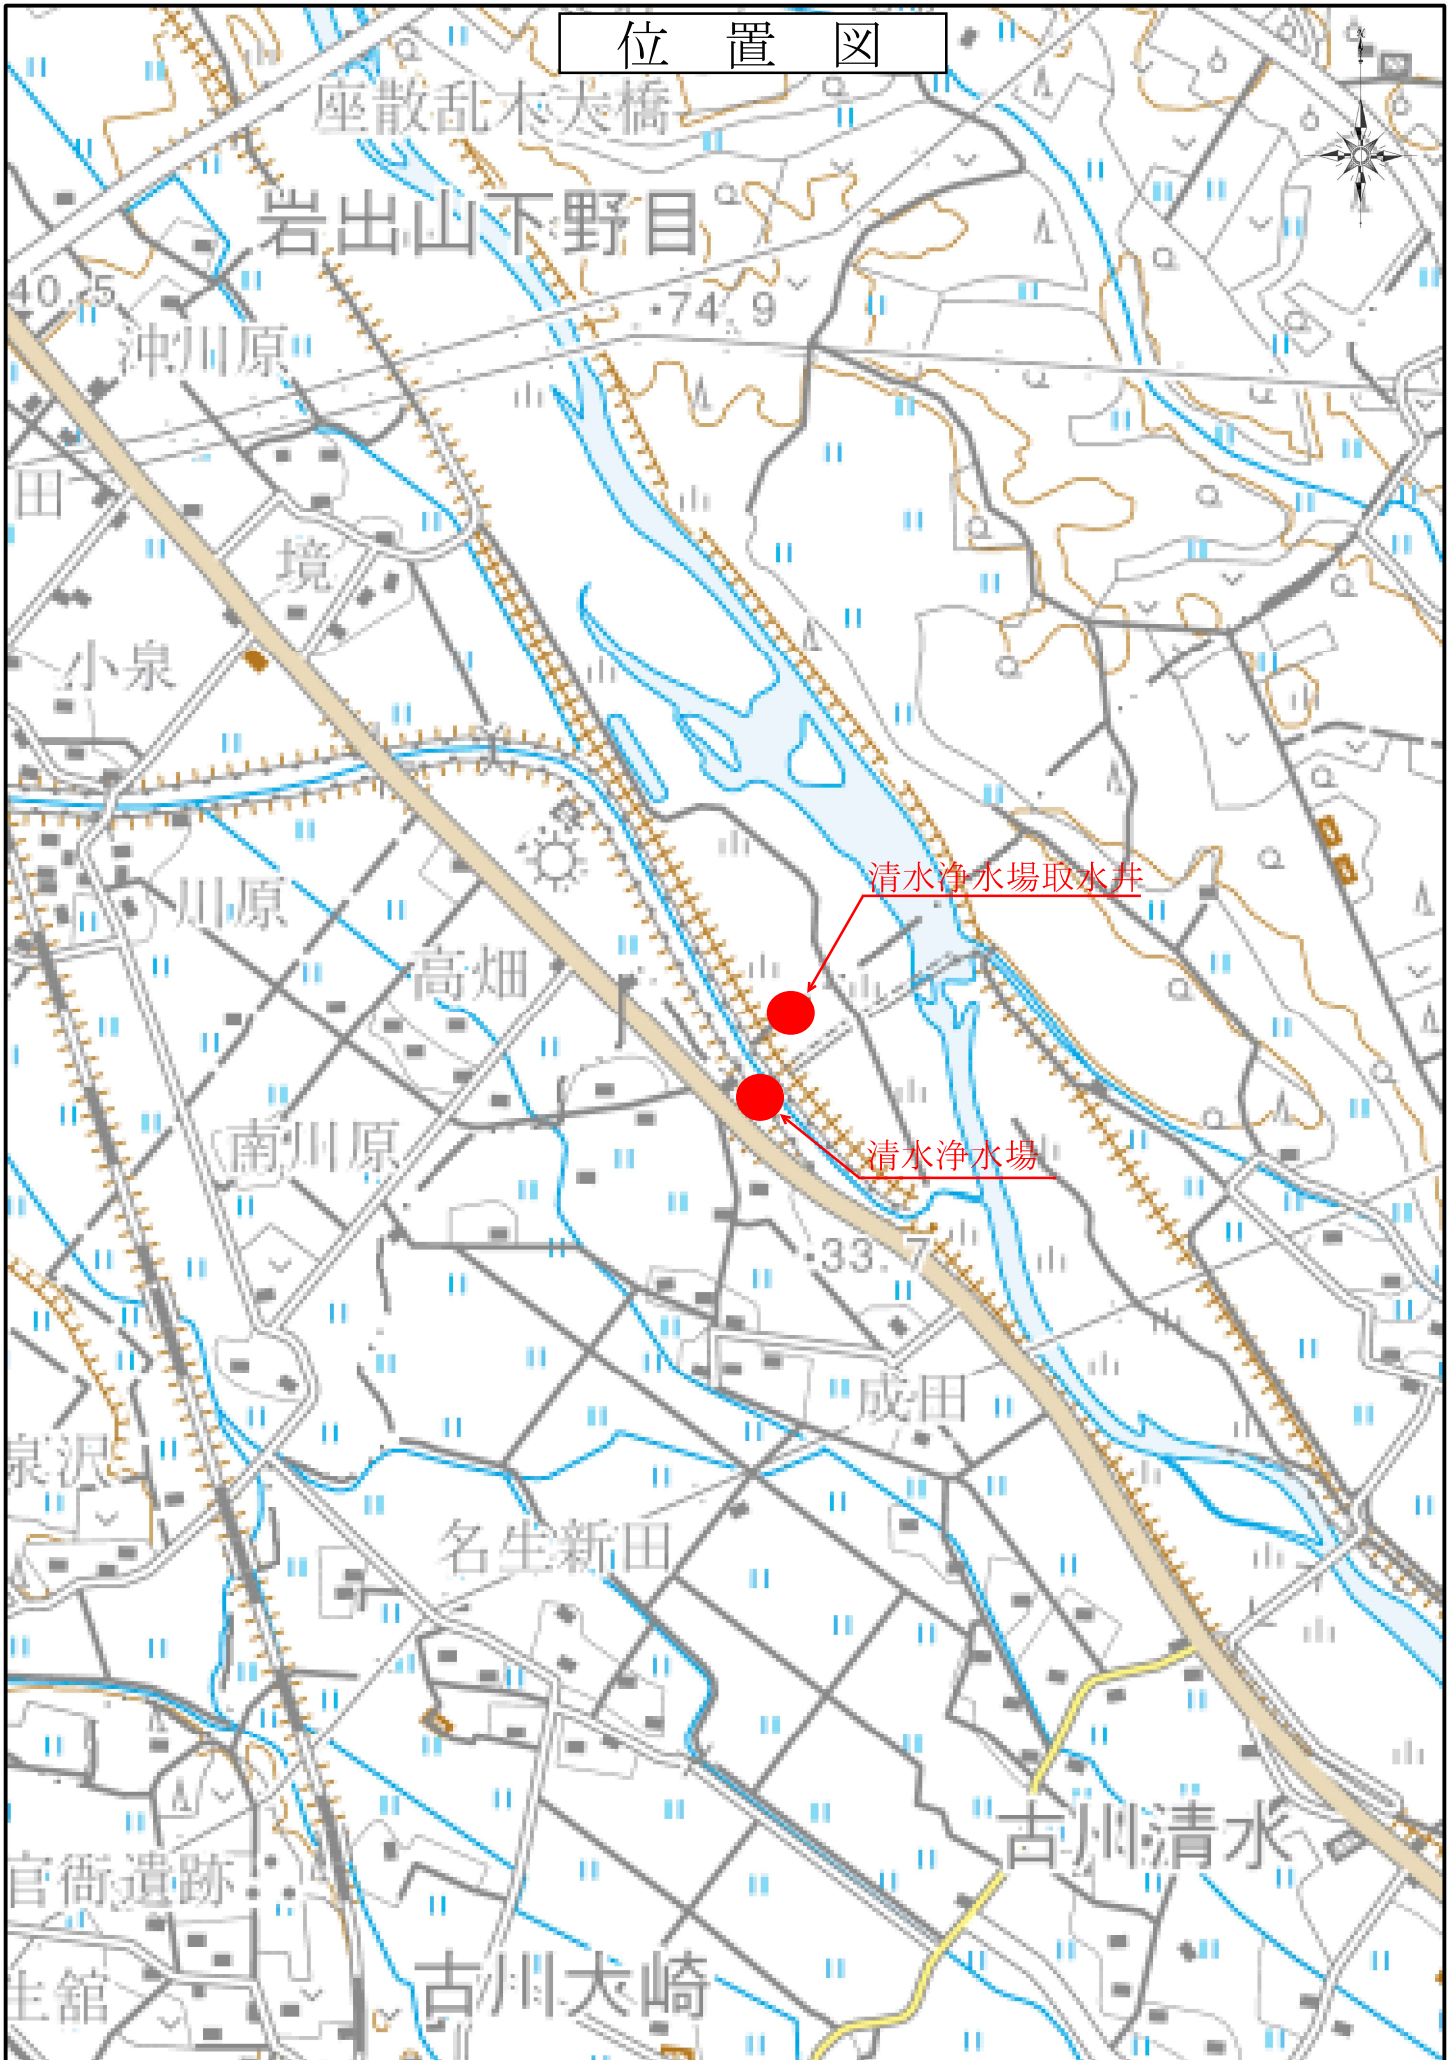 位置図
N
座散乱木大橋
岩出山下野目
40.5
74.9
沖川原
田
境
小泉
清水浄水場取水井
川原
高畑
南川原
清水浄水場
33.7
成田
泉沢
名生新田
古川清水
官衙遺跡
生舘
古川大崎